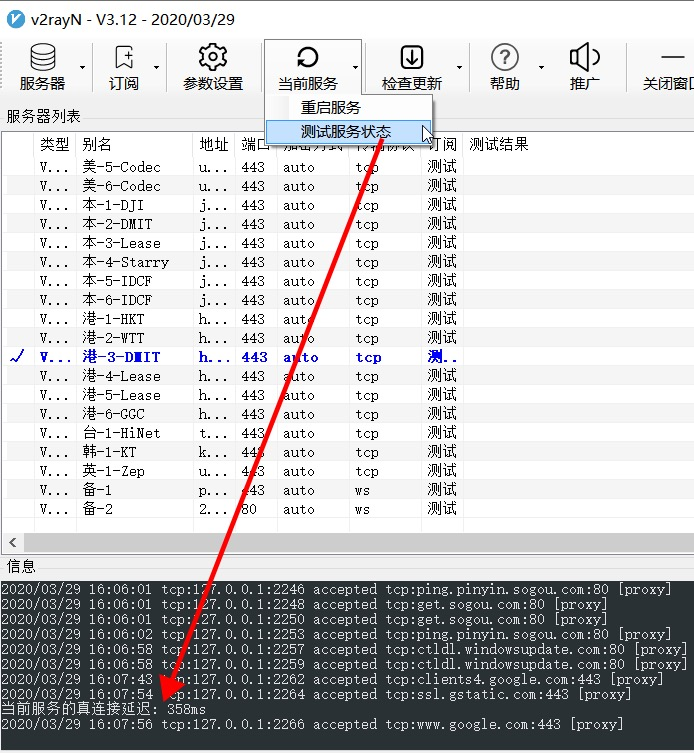 v2rayN - V3.12 - 2020/03/29
服务器 订阅 参数设置 当前服务 检查更新 帮助 推广 关闭窗口
重启服务
服务器列表
测试服务状态
类型 别名 地址 端口 订阅 测试结果
V... 美-5-Codec u... 443 auto tcp 测试
V... 美-6-Codec u... 443 auto tcp 测试
V... 本-1-DJI j... 443 auto tcp 测试
V... 本-2-DMIT j... 443 auto tcp 测试
V... 本-3-Lease j... 443 auto tcp 测试
V... 本-4-Starry j... 443 auto tcp 测试
V... 本-5-IDCF j... 443 auto tcp 测试
V... 本-6-IDCF j... 443 auto tcp 测试
V... 港-1-HKT h... 443 auto tcp 测试
V... 港-2-WTT h... 443 auto tcp 测试
V... 港-3-DMIT h... 443 auto tcp 测..
V... 港-4-Lease h... 443 auto tcp 测试
V... 港-5-Lease h... 443 auto tcp 测试
V... 港-6-GGC h... 443 auto tcp 测试
V... 台-1-HiNet t... 443 auto tcp 测试
V... 韩-1-KT k... 443 auto tcp 测试
V... 英-1-Zep u... 443 auto tcp 测试
V... 备-1 p... 443 auto ws 测试
V... 备-2 2... 80 auto ws 测试
信息
2020/03/29 16:06:01 tcp:127.0.0.1:2246 accepted tcp:ping.pinyin.sogou.com:80 [proxy]
2020/03/29 16:06:01 tcp:127.0.0.1:2248 accepted tcp:get.sogou.com:80 [proxy]
2020/03/29 16:06:01 tcp:127.0.0.1:2250 accepted tcp:get.sogou.com:80 [proxy]
2020/03/29 16:06:02 tcp:127.0.0.1:2253 accepted tcp:ping.pinyin.sogou.com:80 [proxy]
2020/03/29 16:06:58 tcp:127.0.0.1:2257 accepted tcp:ctldl.windowsupdate.com:80 [proxy]
2020/03/29 16:06:58 tcp:127.0.0.1:2259 accepted tcp:ctldl.windowsupdate.com:80 [proxy]
2020/03/29 16:07:43 tcp:127.0.0.1:2262 accepted tcp:clients4.google.com:443 [proxy]
2020/03/29 16:07:54 tcp:127.0.0.1:2264 accepted tcp:ssl.gstatic.com:443 [proxy]
当前服务的真连接延迟: 358ms
2020/03/29 16:07:56 tcp:127.0.0.1:2266 accepted tcp:www.google.com:443 [proxy]